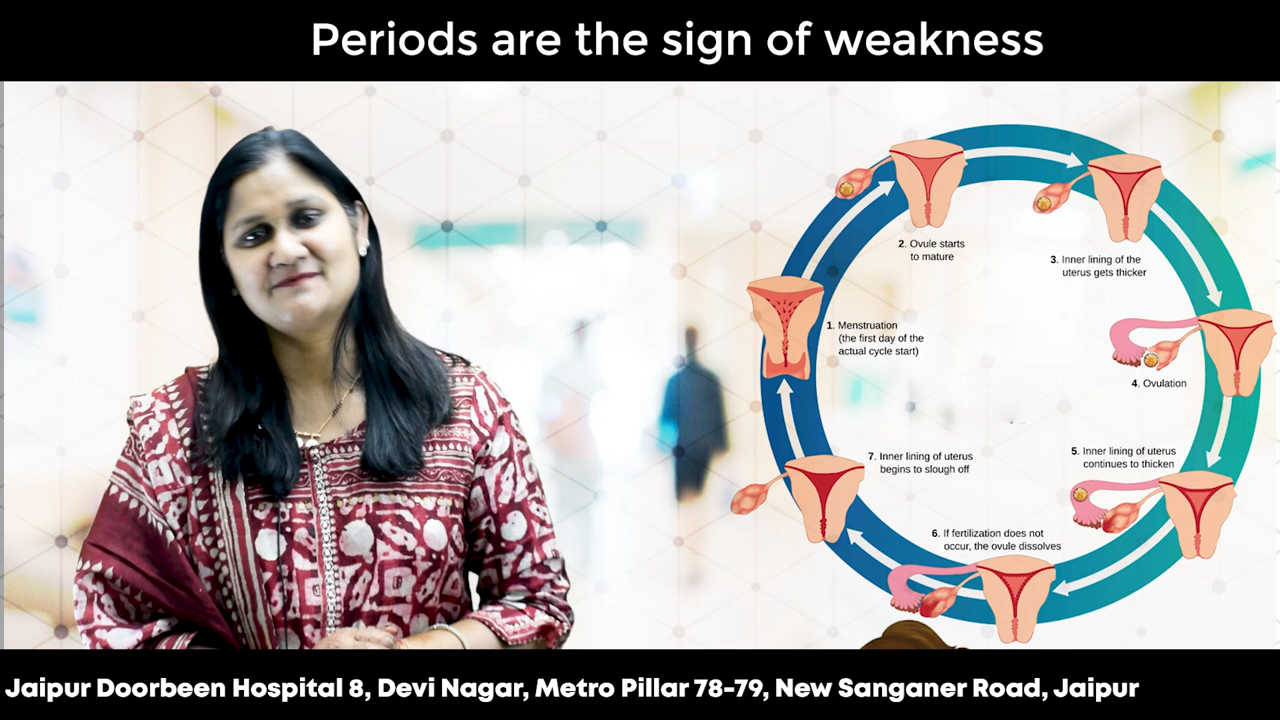 Periods are the sign of weakness
2. Ovule starts
to mature
3. Inner lining of the
uterus gets thicker
1. Menstruation
(the first day of the
actual cycle start)
4. Ovulation
7. Inner lining of uterus
begins to slough off
5. Inner lining of uterus
continues to thicken
6. If fertilization does not
occur, the ovule dissolves
Jaipur Doorbeen Hospital 8, Devi Nagar, Metro Pillar 78-79, New Sanganer Road, Jaipur